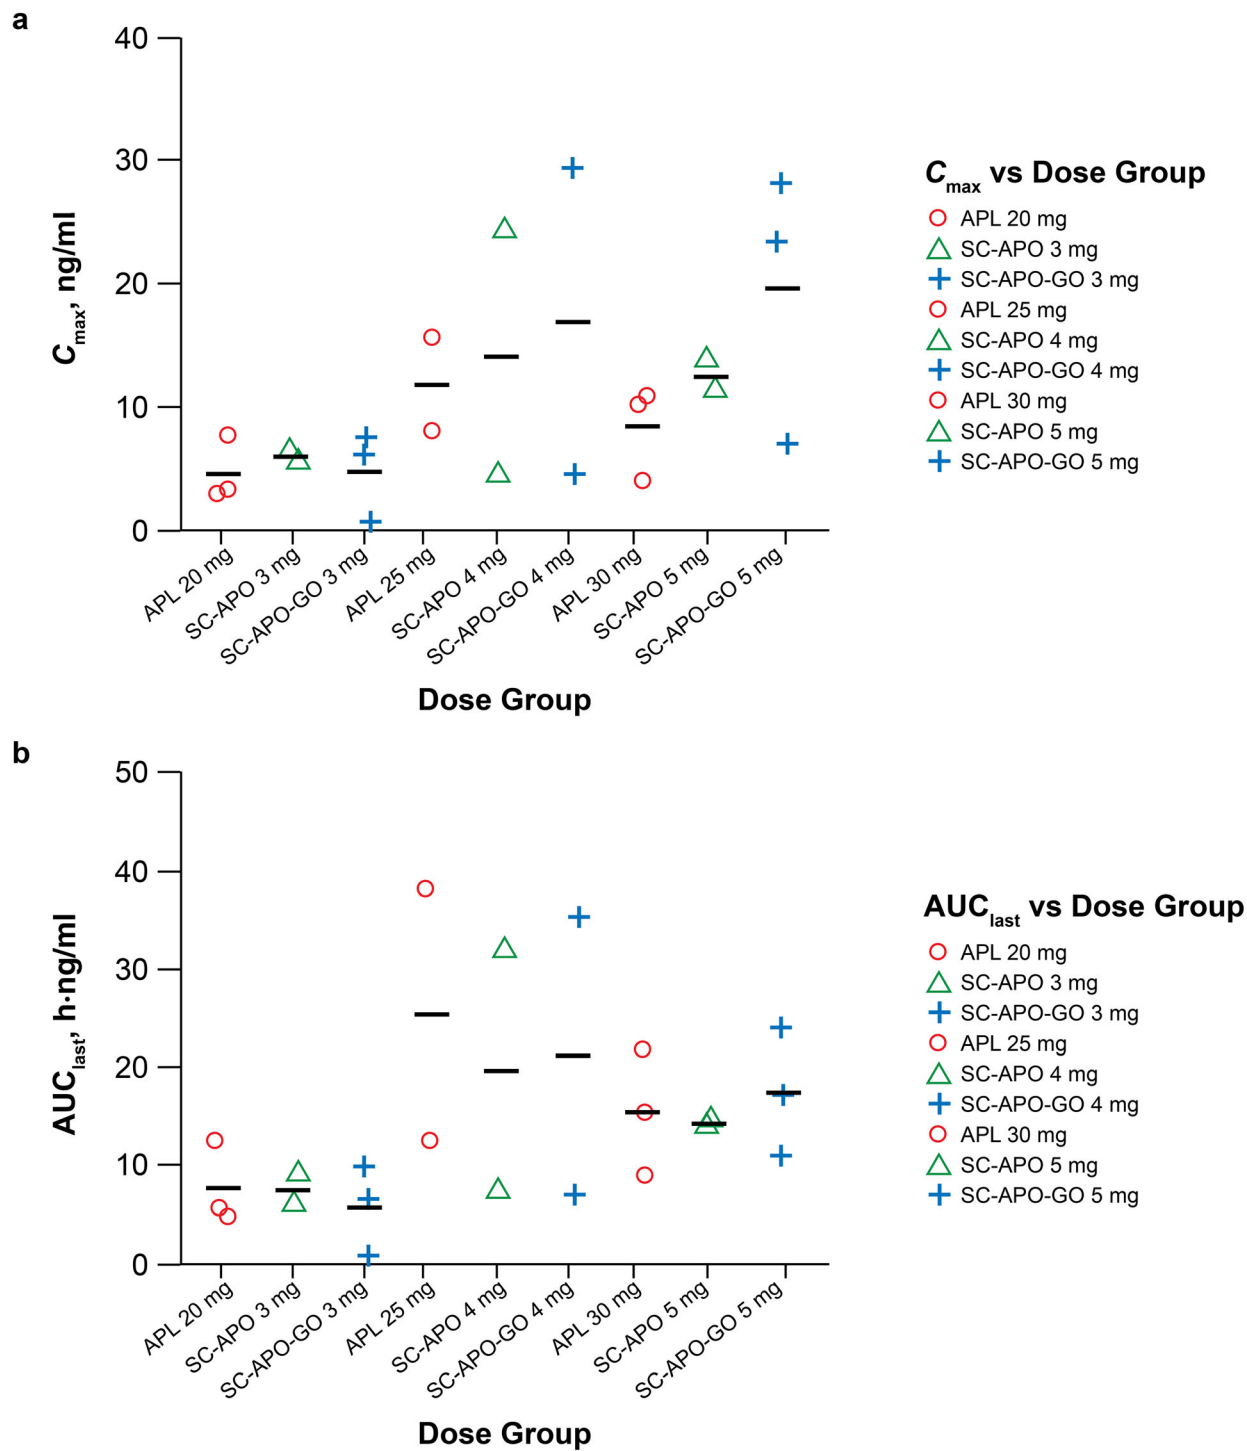 a
40
30
20
10
0
Cmax, ng/ml
APL 20 mg
SC-APO 3 mg
SC-APO-GO 3 mg
APL 25 mg
SC-APO 4 mg
SC-APO-GO 4 mg
APL 30 mg
SC-APO 5 mg
SC-APO-GO 5 mg
Dose Group
Cmax vs Dose Group
APL 20 mg
SC-APO 3 mg
SC-APO-GO 3 mg
APL 25 mg
SC-APO 4 mg
SC-APO-GO 4 mg
APL 30 mg
SC-APO 5 mg
SC-APO-GO 5 mg
b
50
40
30
20
10
0
AUClast, h·ng/ml
APL 20 mg
SC-APO 3 mg
SC-APO-GO 3 mg
APL 25 mg
SC-APO 4 mg
SC-APO-GO 4 mg
APL 30 mg
SC-APO 5 mg
SC-APO-GO 5 mg
Dose Group
AUClast vs Dose Group
APL 20 mg
SC-APO 3 mg
SC-APO-GO 3 mg
APL 25 mg
SC-APO 4 mg
SC-APO-GO 4 mg
APL 30 mg
SC-APO 5 mg
SC-APO-GO 5 mg